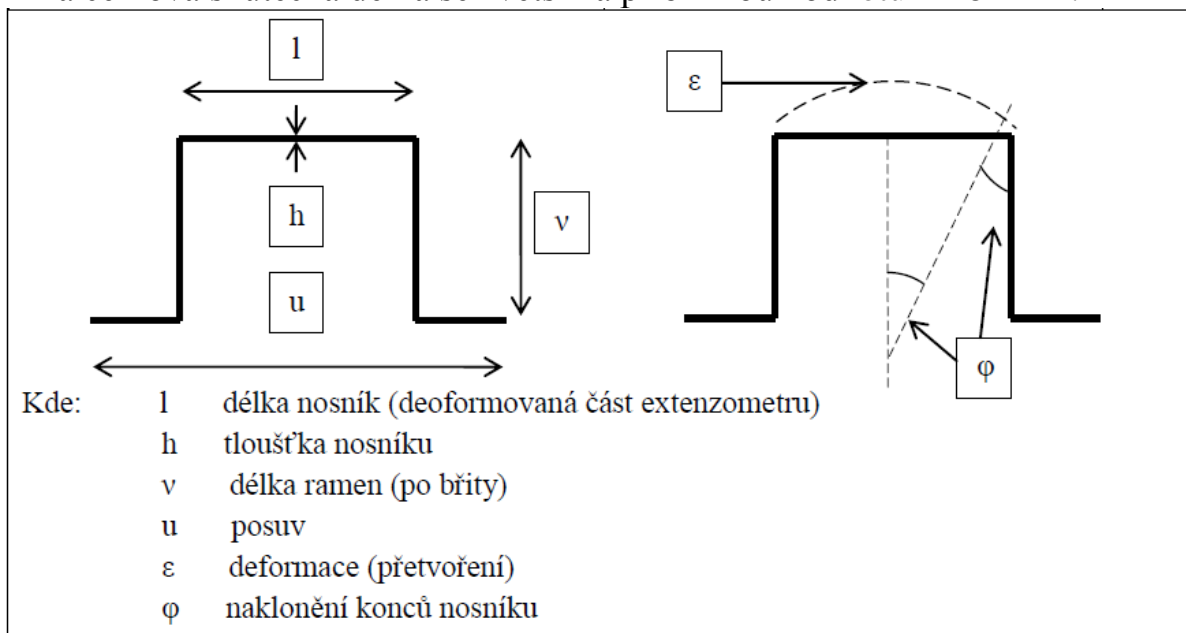 l
ε
h
ν
u
φ
Kde: l délka nosník (deoformovaná část extenzometru)
h tloušťka nosníku
ν délka ramen (po břity)
u posuv
ε deformace (přetvoření)
φ naklonění konců nosníku